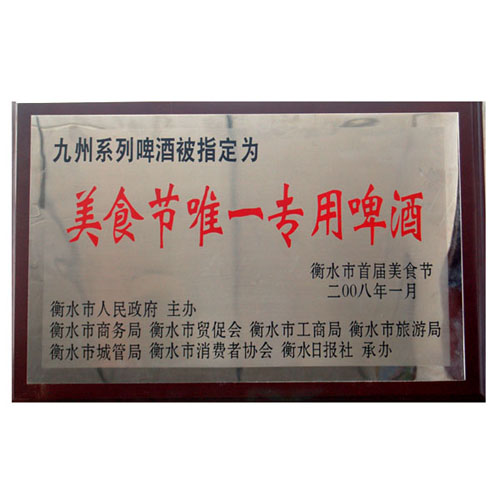 九州系列啤酒被指定为
美食节唯一专用啤酒
衡水市首届美食节
二00八年一月
衡水市人民政府 主办
衡水市商务局 衡水市贸促会 衡水市工商局 衡水市旅游局
衡水市城管局 衡水市消费者协会 衡水日报社 承办